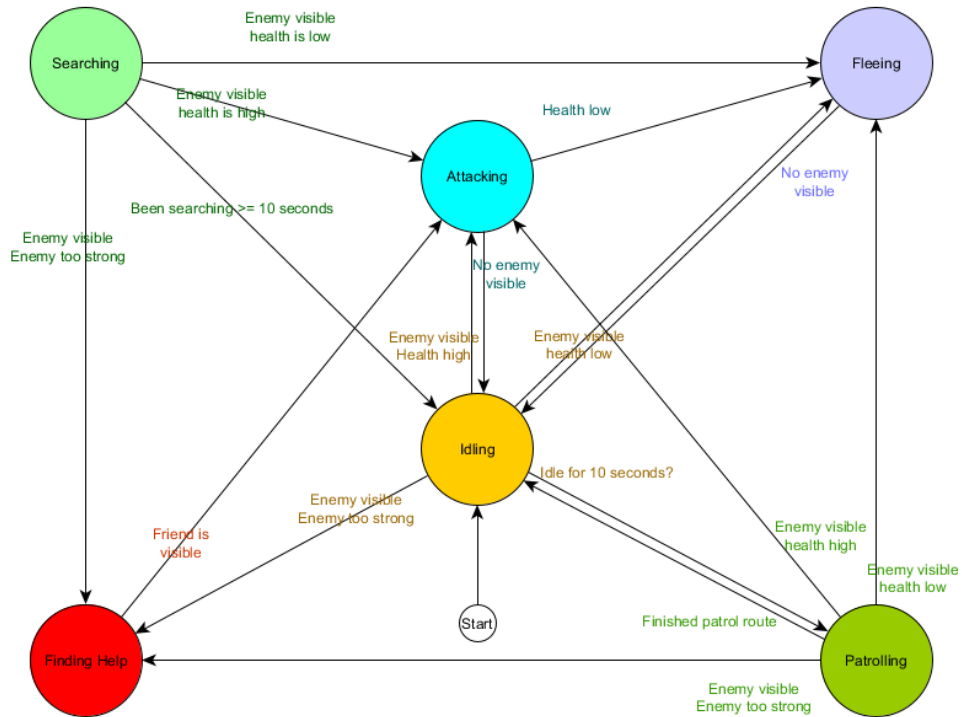 Enemy visible
health is low
Searching
Fleeing
Enemy visible
health is high
Health low
Attacking
No enemy
visible
Been searching >= 10 seconds
Enemy visible
Enemy too strong
No enemy
visible
Enemy visible
Health high
Enemy visible
health low
Idling
Idle for 10 seconds?
Enemy visible
Enemy too strong
Friend is
visible
Enemy visible
health high
Enemy visible
health low
Start
Finished patrol route
Finding Help
Patrolling
Enemy visible
Enemy too strong